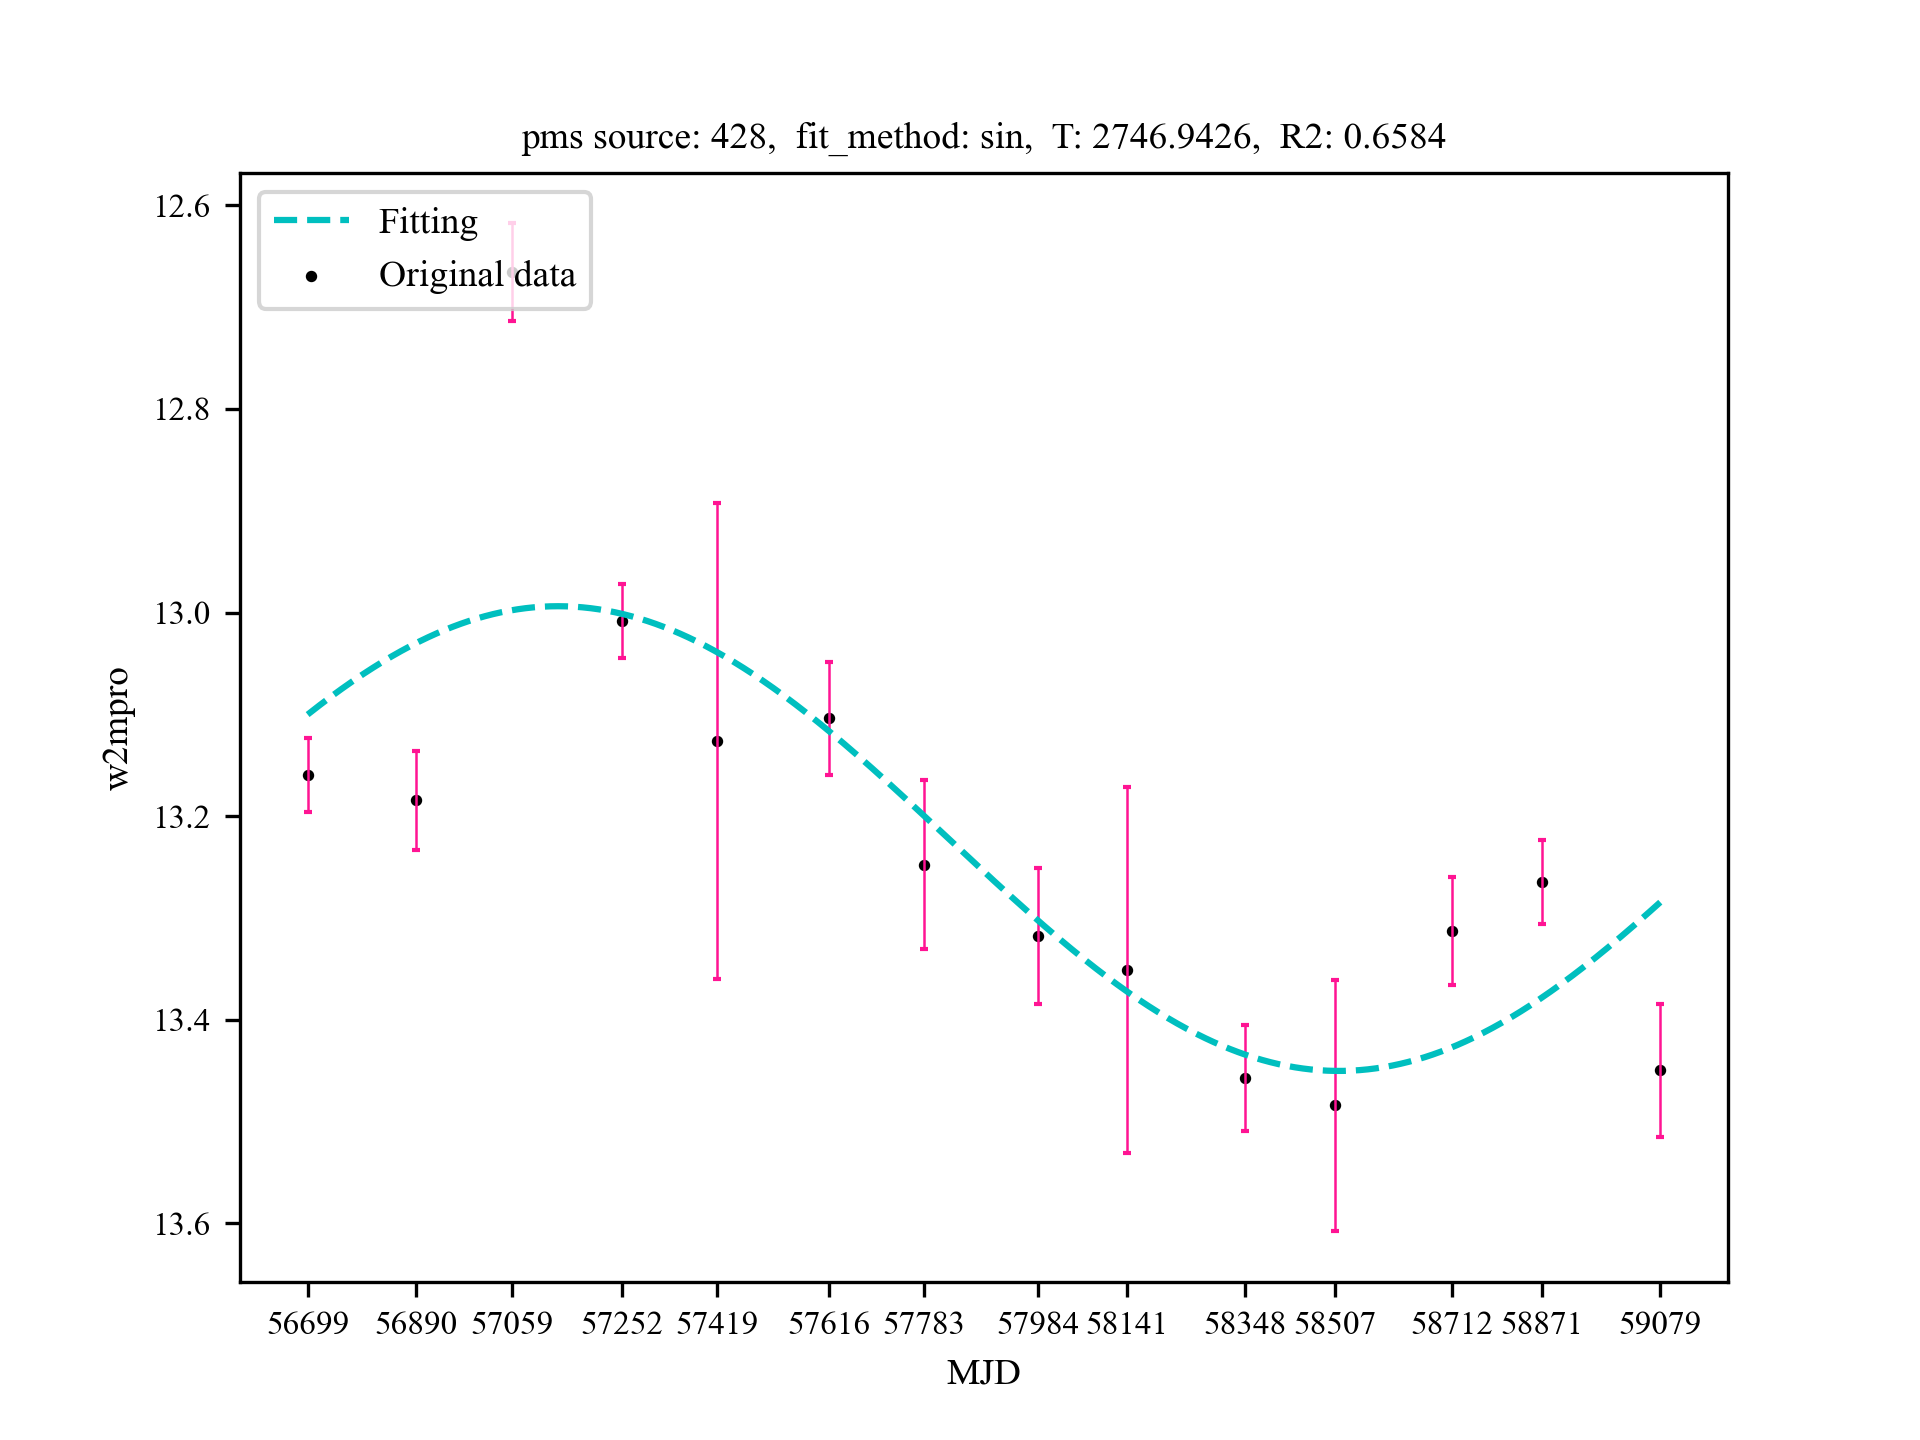 pms source: 428,  fit_method: sin,  T: 2746.9426,  R2: 0.6584
Fitting
Original data
12.6
12.8
13.0
13.2
13.4
13.6
w2mpro
56699 56890 57059 57252 57419 57616 57783 57984 58141 58348 58507 58712 58871 59079
MJD